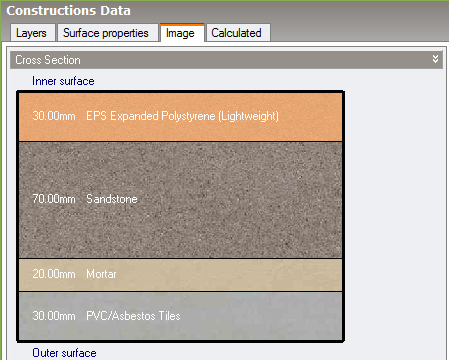 Constructions Data
Layers Surface properties Image Calculated
Cross Section
Inner surface
30.00mm EPS Expanded Polystyrene (Lightweight)
70.00mm Sandstone
20.00mm Mortar
30.00mm PVC/Asbestos Tiles
Outer surface